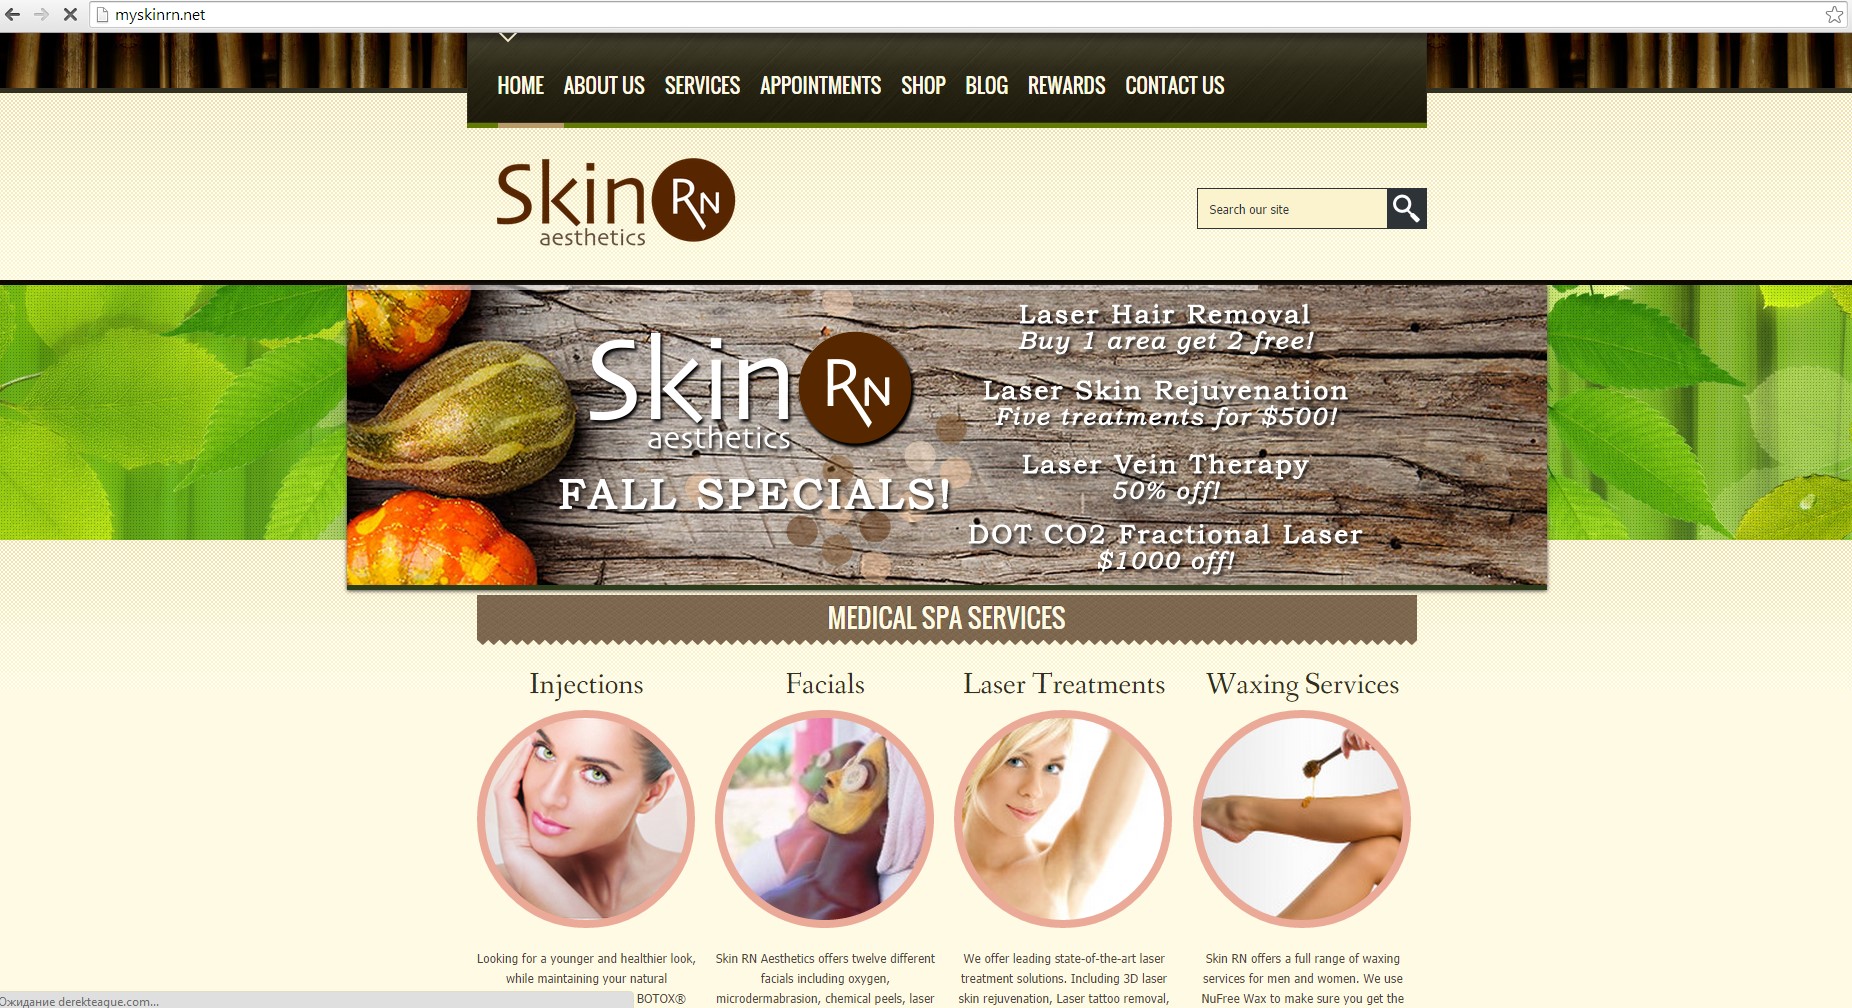 myskinrn.net
HOME ABOUT US SERVICES APPOINTMENTS SHOP BLOG REWARDS CONTACT US
Skin RN
aesthetics
Search our site
Skin RN
aesthetics
FALL SPECIALS!
Laser Hair Removal
Buy 1 area get 2 free!
Laser Skin Rejuvenation
Five treatments for $500!
Laser Vein Therapy
50% off!
DOT CO2 Fractional Laser
$1000 off!
MEDICAL SPA SERVICES
Injections
Looking for a younger and healthier look,
while maintaining your natural
BOTOX®
Facials
Skin RN Aesthetics offers twelve different
facials including oxygen,
microdermabrasion, chemical peels, laser
Laser Treatments
We offer leading state-of-the-art laser
treatment solutions. Including 3D laser
skin rejuvenation, Laser tattoo removal,
Waxing Services
Skin RN offers a full range of waxing
services for men and women. We use
NuFree Wax to make sure you get the
Ожидание derekteague.com...